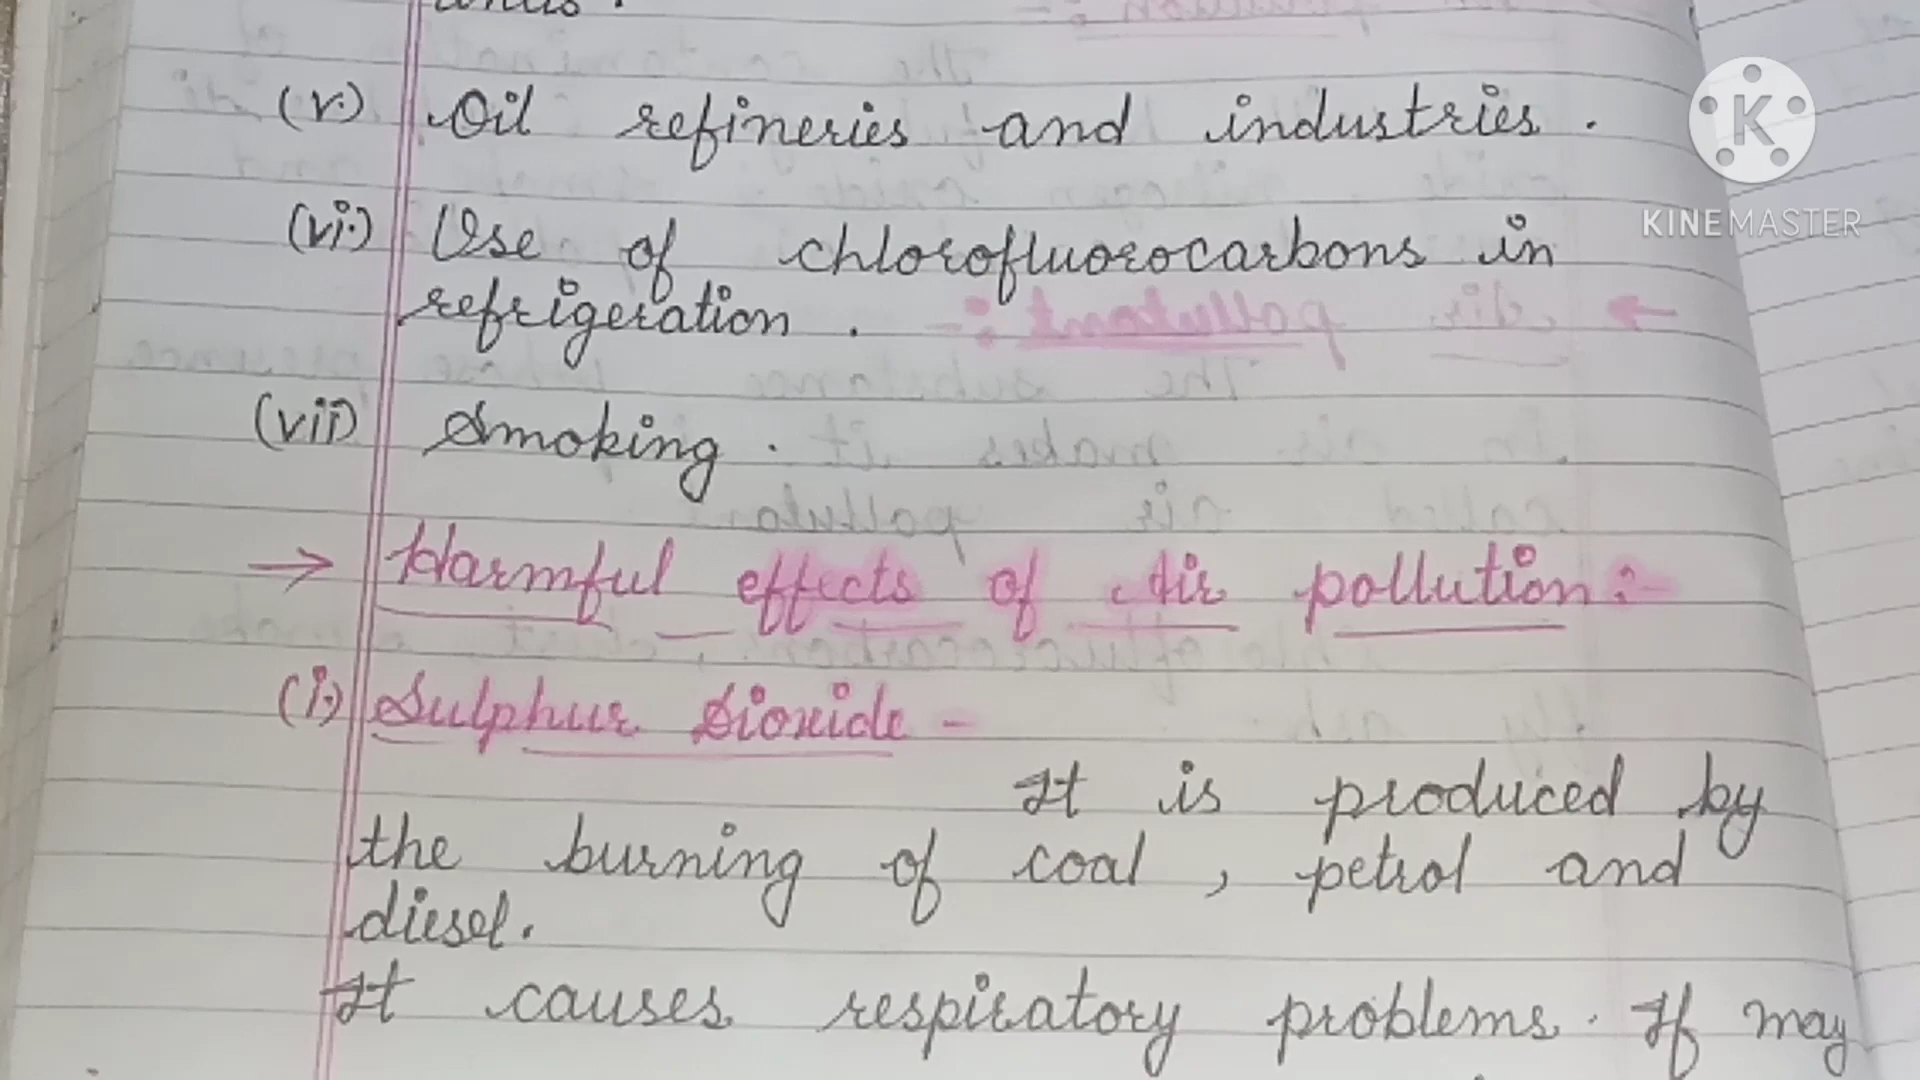 (v.) Oil refineries and industries.
(vi.) Use of chlorofluorocarbons in
refrigeration.
(vii) Smoking.
→ Harmful effects of Air pollution:-
(i.) Sulphur Dioxide -
It is produced by
the burning of coal, petrol and
diesel.
It causes respiratory problems. If may
K
KINEMASTER